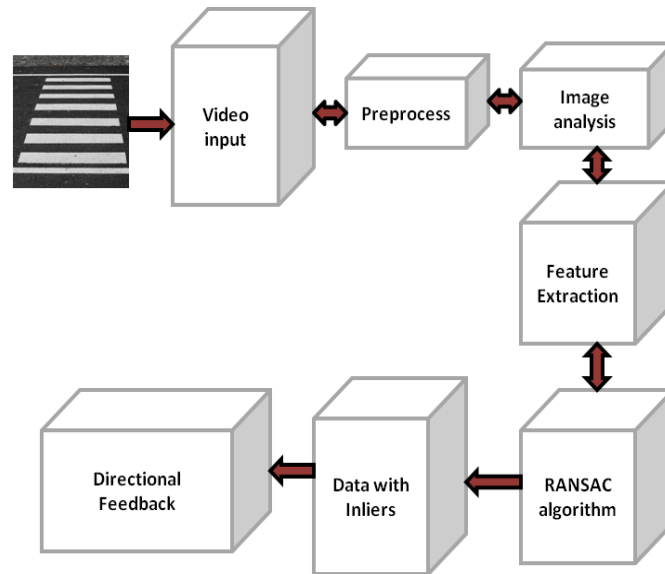 Video
input
Preprocess
Image
analysis
Feature
Extraction
RANSAC
algorithm
Data with
Inliers
Directional
Feedback